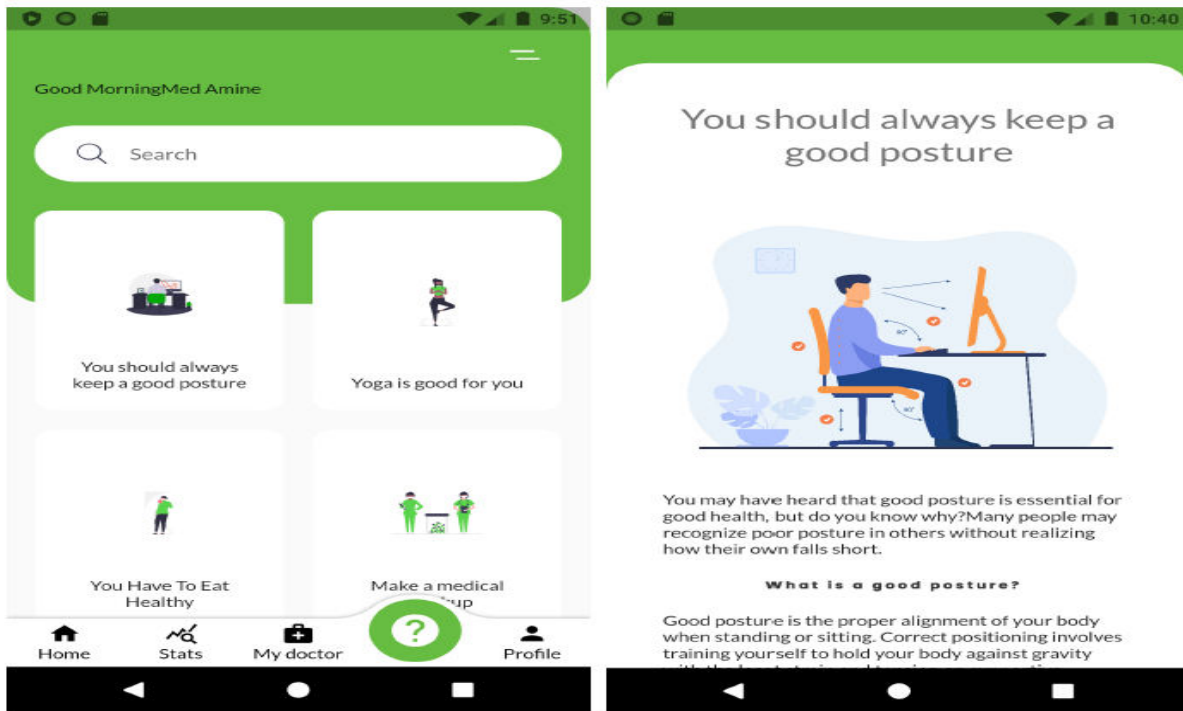 9:51
Good MorningMed Amine
Search
You should always
keep a good posture
Yoga is good for you
You Have To Eat
Healthy
Make a medical
up
Home
Stats
My doctor
?
Profile
10:40
You should always keep a
good posture
90°
90°
You may have heard that good posture is essential for
good health, but do you know why?Many people may
recognize poor posture in others without realizing
how their own falls short.
What is a good posture?
Good posture is the proper alignment of your body
when standing or sitting. Correct positioning involves
training yourself to hold your body against gravity